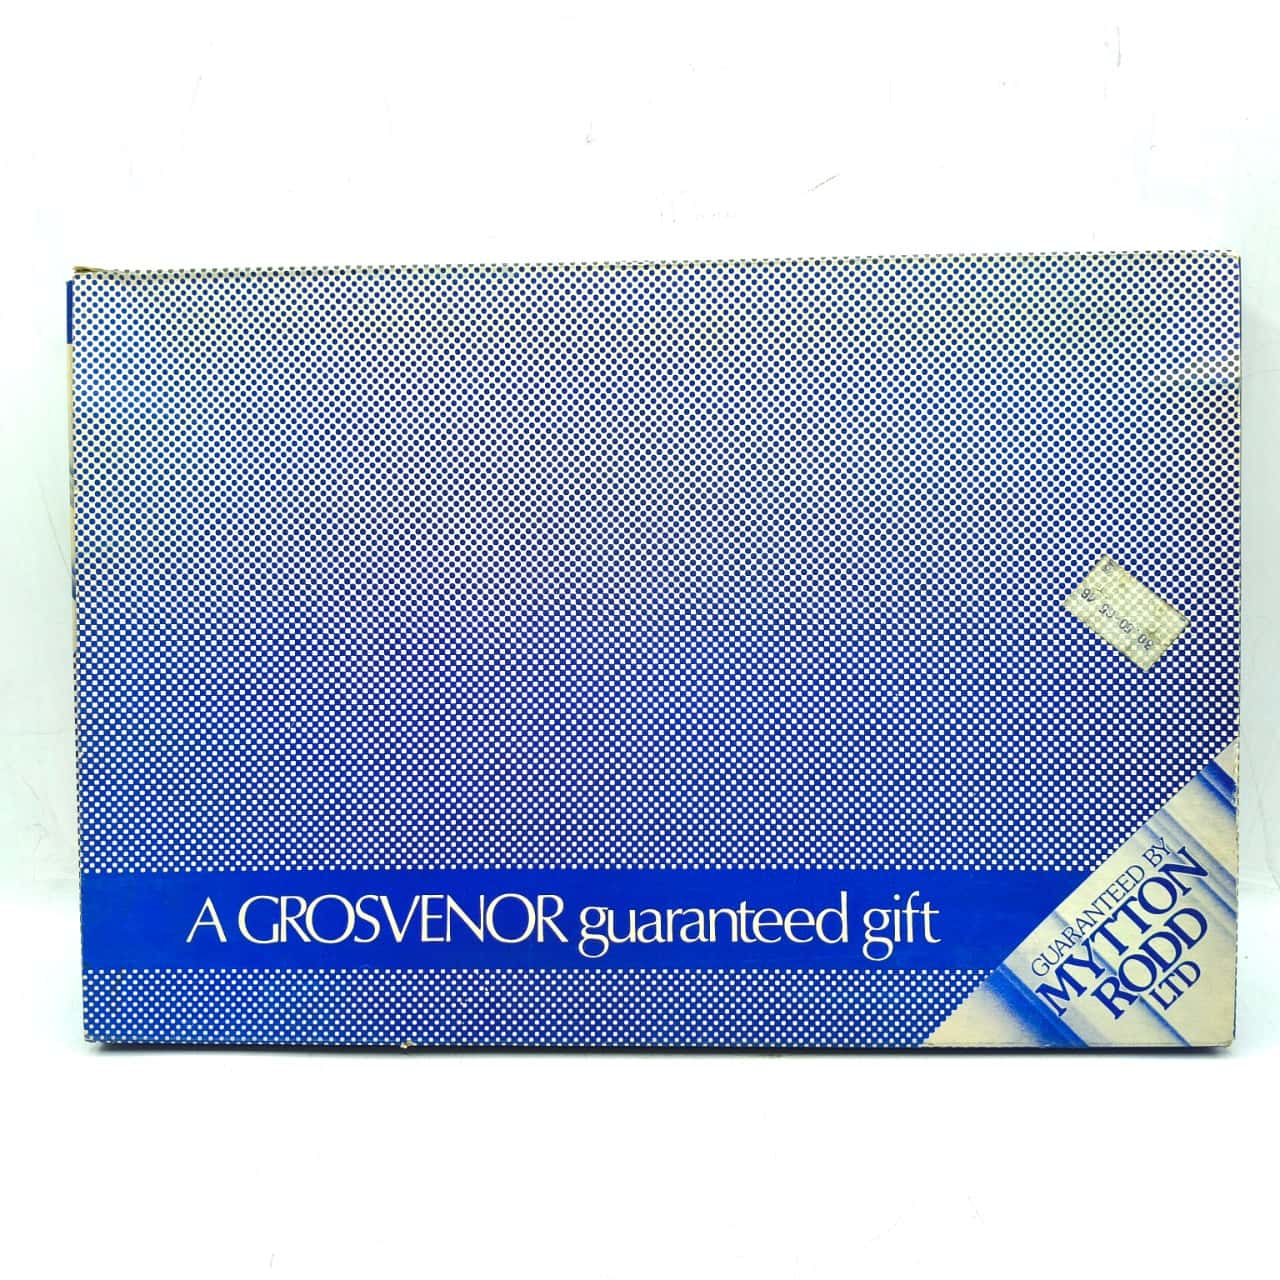 A GROSVENOR guaranteed gift
GUARANTEED BY
MYTTON
RODD
LTD